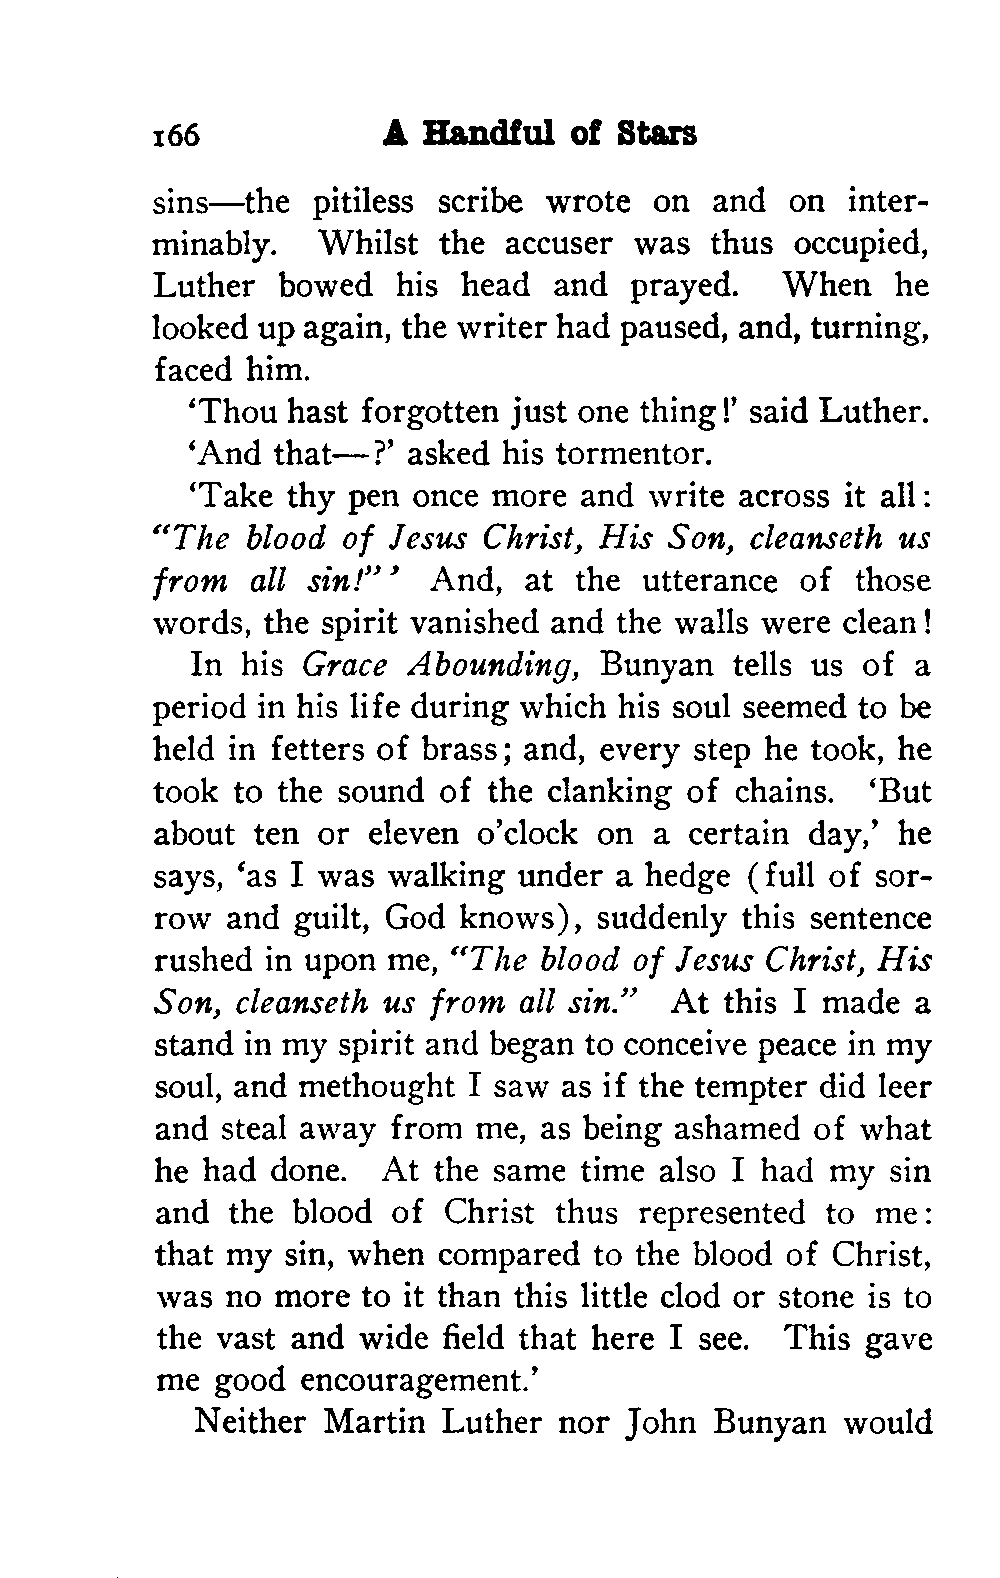 166 A Handful of Stars
sins—the pitiless scribe wrote on and on inter-
minably. Whilst the accuser was thus occupied,
Luther bowed his head and prayed. When he
looked up again, the writer had paused, and, turning,
faced him.
‘Thou hast forgotten just one thing!’ said Luther.
‘And that—?’ asked his tormentor.
‘Take thy pen once more and write across it all:
“The blood of Jesus Christ, His Son, cleanseth us
from all sin!”’ And, at the utterance of those
words, the spirit vanished and the walls were clean!
In his Grace Abounding, Bunyan tells us of a
period in his life during which his soul seemed to be
held in fetters of brass; and, every step he took, he
took to the sound of the clanking of chains. ‘But
about ten or eleven o’clock on a certain day,’ he
says, ‘as I was walking under a hedge (full of sor-
row and guilt, God knows), suddenly this sentence
rushed in upon me, “The blood of Jesus Christ, His
Son, cleanseth us from all sin.” At this I made a
stand in my spirit and began to conceive peace in my
soul, and methought I saw as if the tempter did leer
and steal away from me, as being ashamed of what
he had done. At the same time also I had my sin
and the blood of Christ thus represented to me:
that my sin, when compared to the blood of Christ,
was no more to it than this little clod or stone is to
the vast and wide field that here I see. This gave
me good encouragement.’
Neither Martin Luther nor John Bunyan would